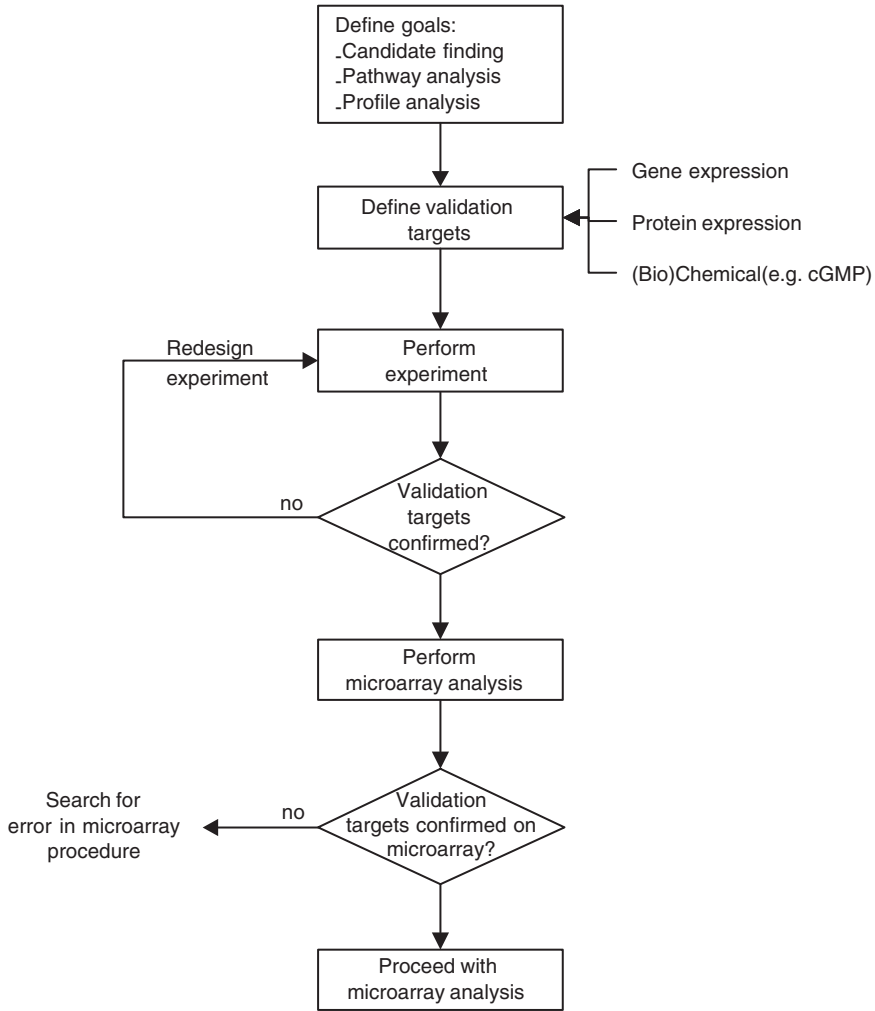 Define goals:
-Candidate finding
-Pathway analysis
-Profile analysis
Define validation
targets
Gene expression
Protein expression
(Bio)Chemical(e.g. cGMP)
Redesign
experiment
Perform
experiment
no
Validation
targets
confirmed?
Perform
microarray analysis
Search for
error in microarray
procedure
no
Validation
targets confirmed on
microarray?
Proceed with
microarray analysis